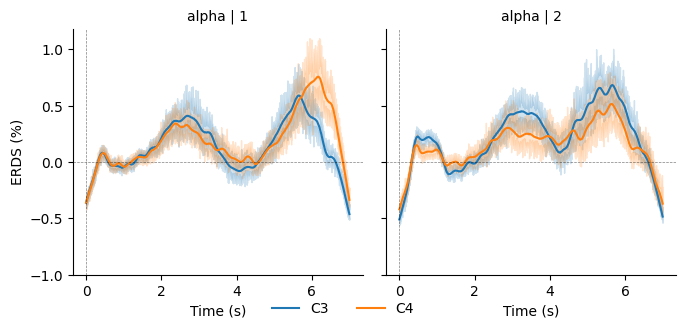 alpha | 1
alpha | 2
ERDS (%)
1.0
0.5
0.0
−0.5
−1.0
0 2 4 6
0 2 4 6
Time (s)
Time (s)
C3 C4